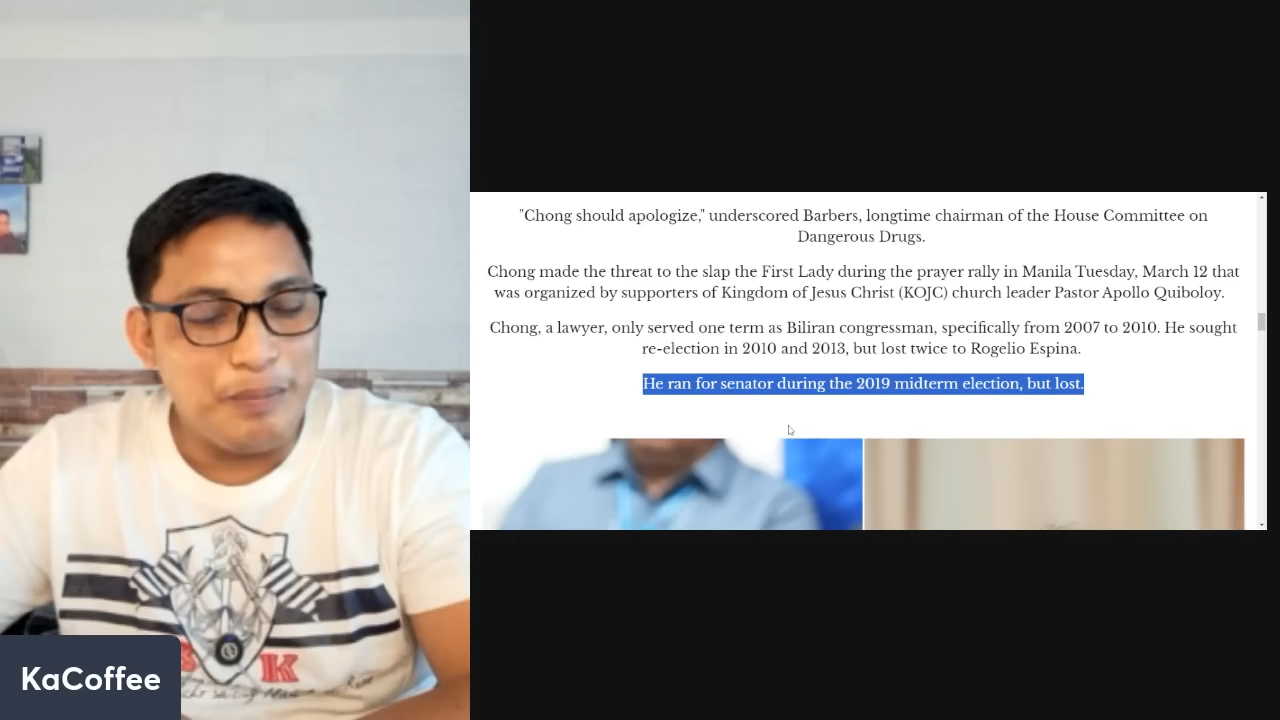 "Chong should apologize," underscored Barbers, longtime chairman of the House Committee on
Dangerous Drugs.
Chong made the threat to the slap the First Lady during the prayer rally in Manila Tuesday, March 12 that
was organized by supporters of Kingdom of Jesus Christ (KOJC) church leader Pastor Apollo Quiboloy.
Chong, a lawyer, only served one term as Biliran congressman, specifically from 2007 to 2010. He sought
re-election in 2010 and 2013, but lost twice to Rogelio Espina.
He ran for senator during the 2019 midterm election, but lost.
K
KaCoffee